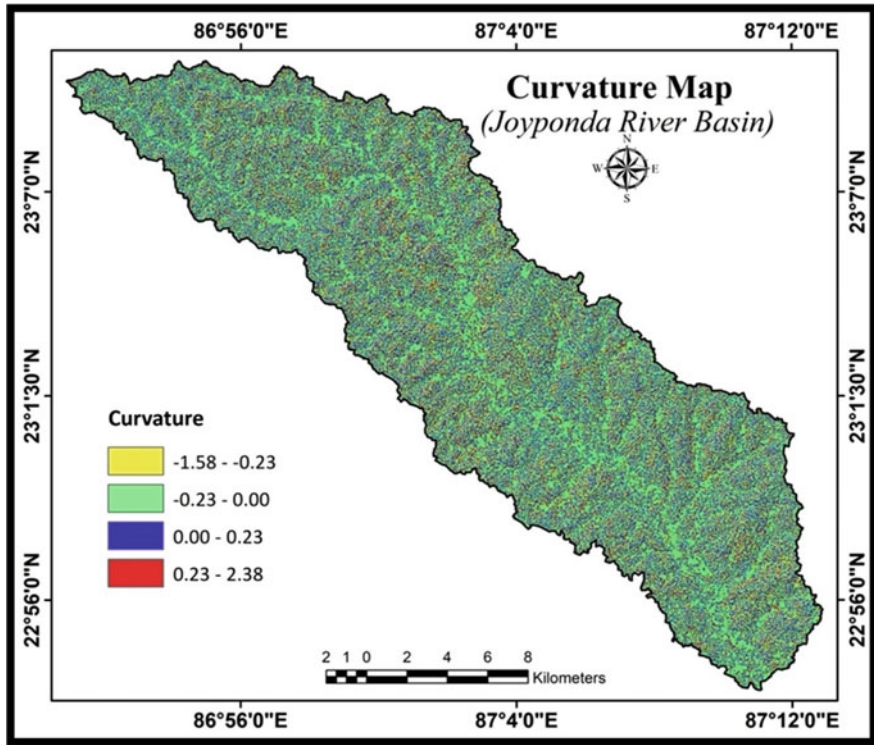 86°56'0"E 87°4'0"E 87°12'0"E
Curvature Map
(Joyponda River Basin)
N
W E
S
23°7'0"N 23°7'0"N
23°1'30"N 23°1'30"N
Curvature
-1.58 - -0.23
-0.23 - 0.00
0.00 - 0.23
0.23 - 2.38
22°56'0"N 22°56'0"N
2 1 0 2 4 6 8
Kilometers
86°56'0"E 87°4'0"E 87°12'0"E